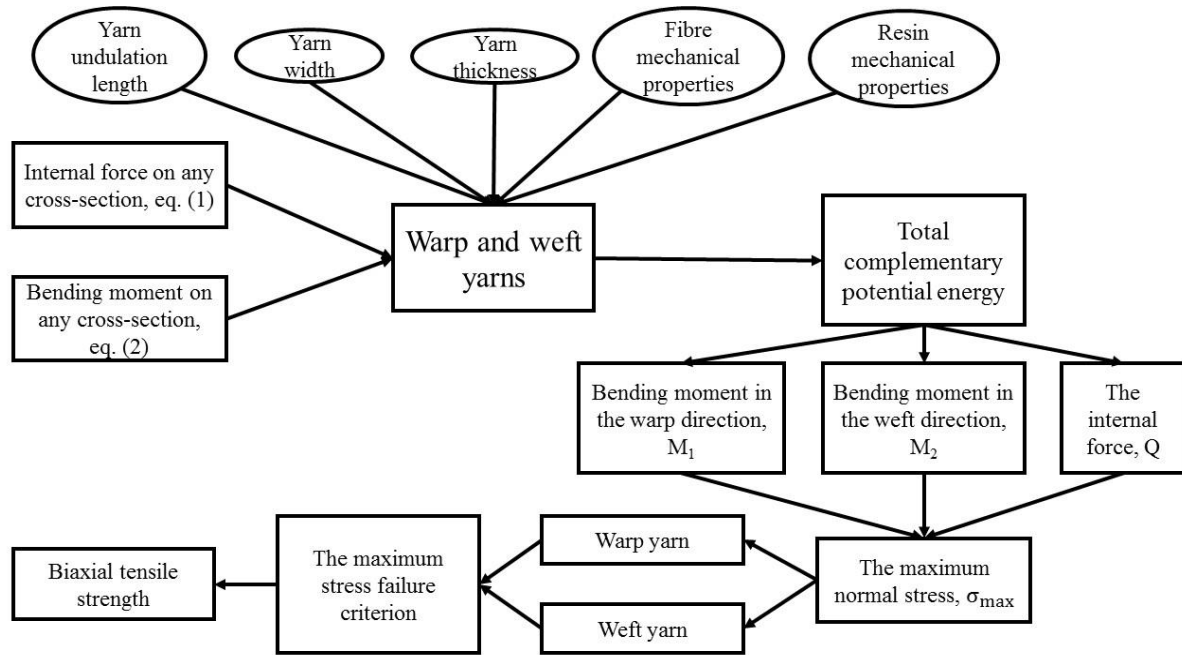 Yarn
undulation
length
Yarn
width
Yarn
thickness
Fibre
mechanical
properties
Resin
mechanical
properties
Internal force on any
cross-section, eq. (1)
Bending moment on
any cross-section,
eq. (2)
Warp and weft
yarns
Total
complementary
potential energy
Bending moment in
the warp direction,
M₁
Bending moment in
the weft direction,
M₂
The
internal
force, Q
The maximum
normal stress, σmax
Warp yarn
Weft yarn
The maximum
stress failure
criterion
Biaxial tensile
strength